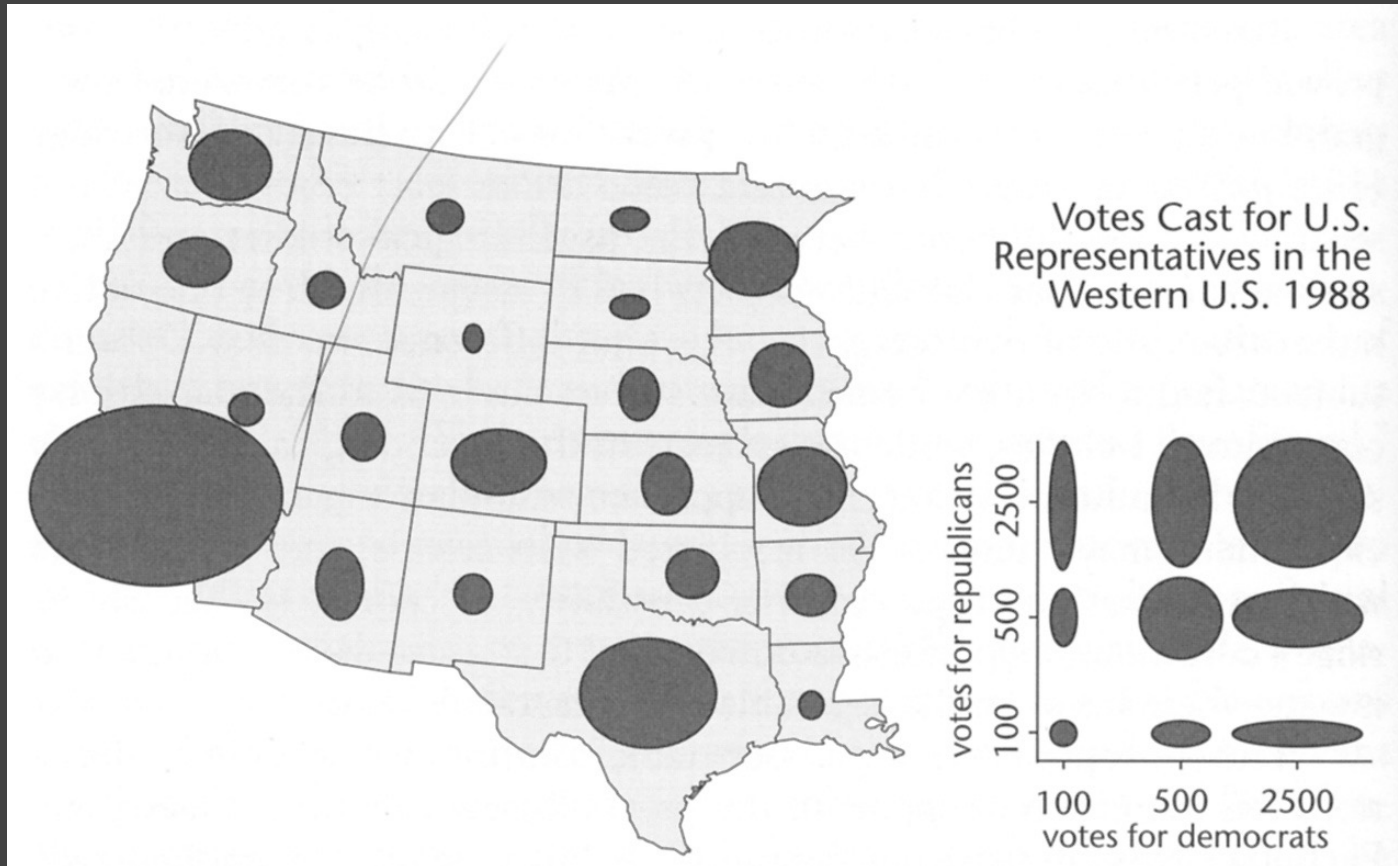 Votes Cast for U.S.
Representatives in the
Western U.S. 1988
votes for republicans
2500
500
100
100 500 2500
votes for democrats